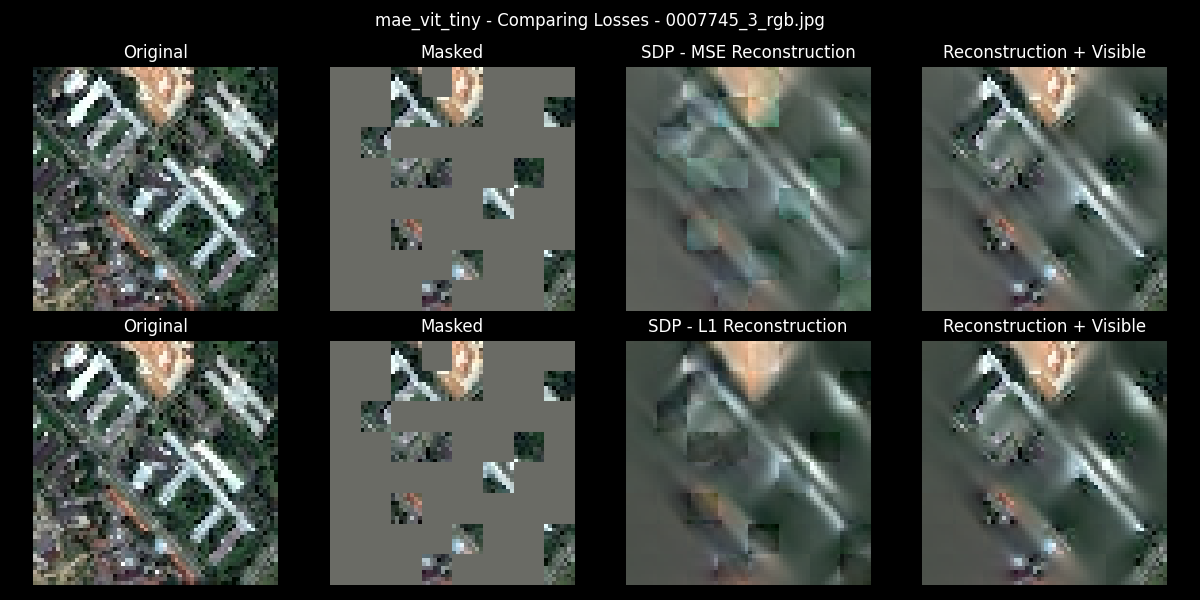 mae_vit_tiny - Comparing Losses - 0007745_3_rgb.jpg
Original Masked SDP - MSE Reconstruction Reconstruction + Visible
Original Masked SDP - L1 Reconstruction Reconstruction + Visible